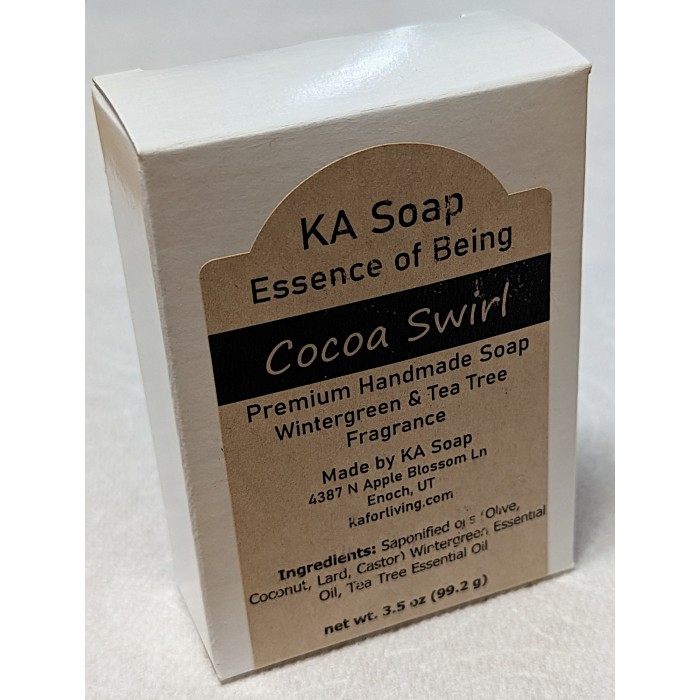 KA Soap
Essence of Being
Cocoa Swirl
Premium Handmade Soap
Wintergreen & Tea Tree
Fragrance
Made by KA Soap
4387 N Apple Blossom Ln
Enoch, UT
kaforliving.com
Ingredients: Saponified (Olive,
Coconut, Lard, Castor) Wintergreen Essential
Oil, Tea Tree Essential Oil
net wt. 3.5 oz (99.2 g)